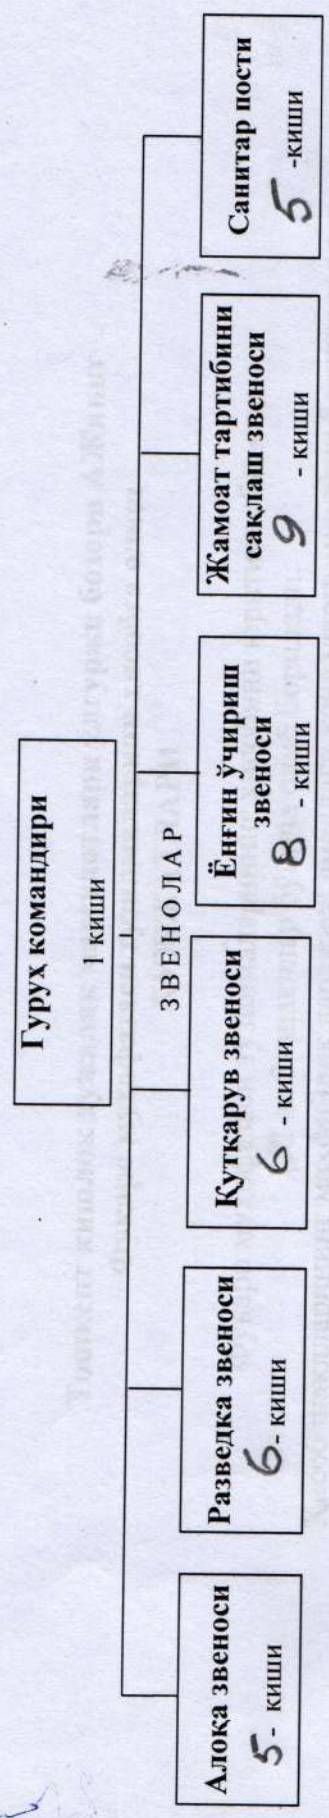 Гуруҳ командири
1 киши
ЗВЕНОЛАР
Алоқа звеноси
5 - киши
Разведка звеноси
6 - киши
Қутқарув звеноси
6 - киши
Ёнғин ўчириш
звеноси
8 - киши
Жамоат тартибини
сақлаш звеноси
9 - киши
Санитар пости
5 -киши